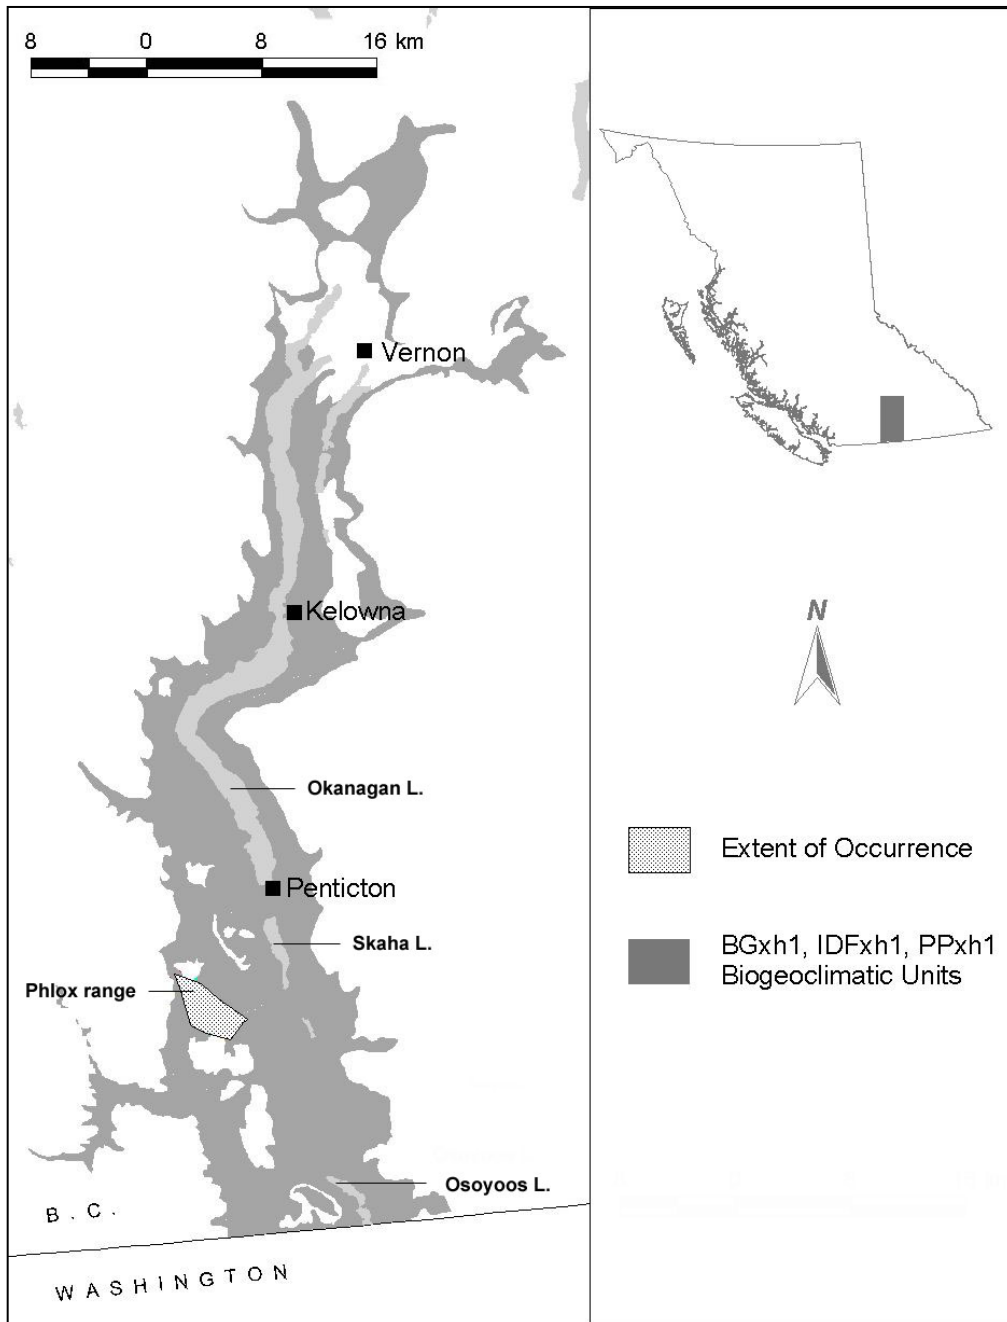 8 0 8 16 km
Vernon
Kelowna
Okanagan L.
Penticton
Skaha L.
Phlox range
Osoyoos L.
B. C.
WASHINGTON
N
Extent of Occurrence
BGxh1, IDFxh1, PPxh1
Biogeoclimatic Units